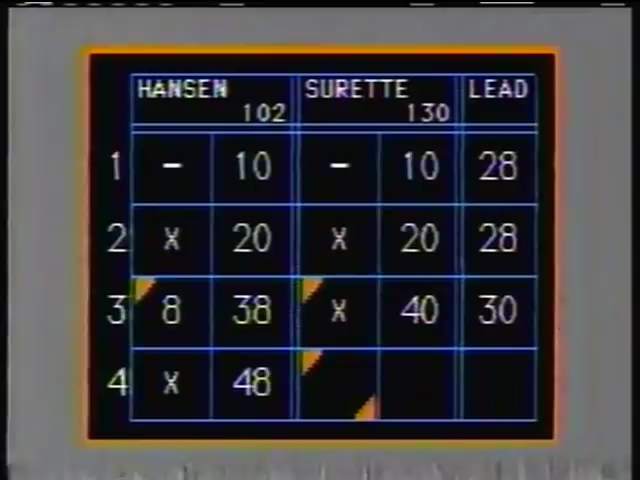 HANSEN SURETTE LEAD
102 130
1 – 10 – 10 28
2 X 20 X 20 28
3 8 38 X 40 30
4 X 48